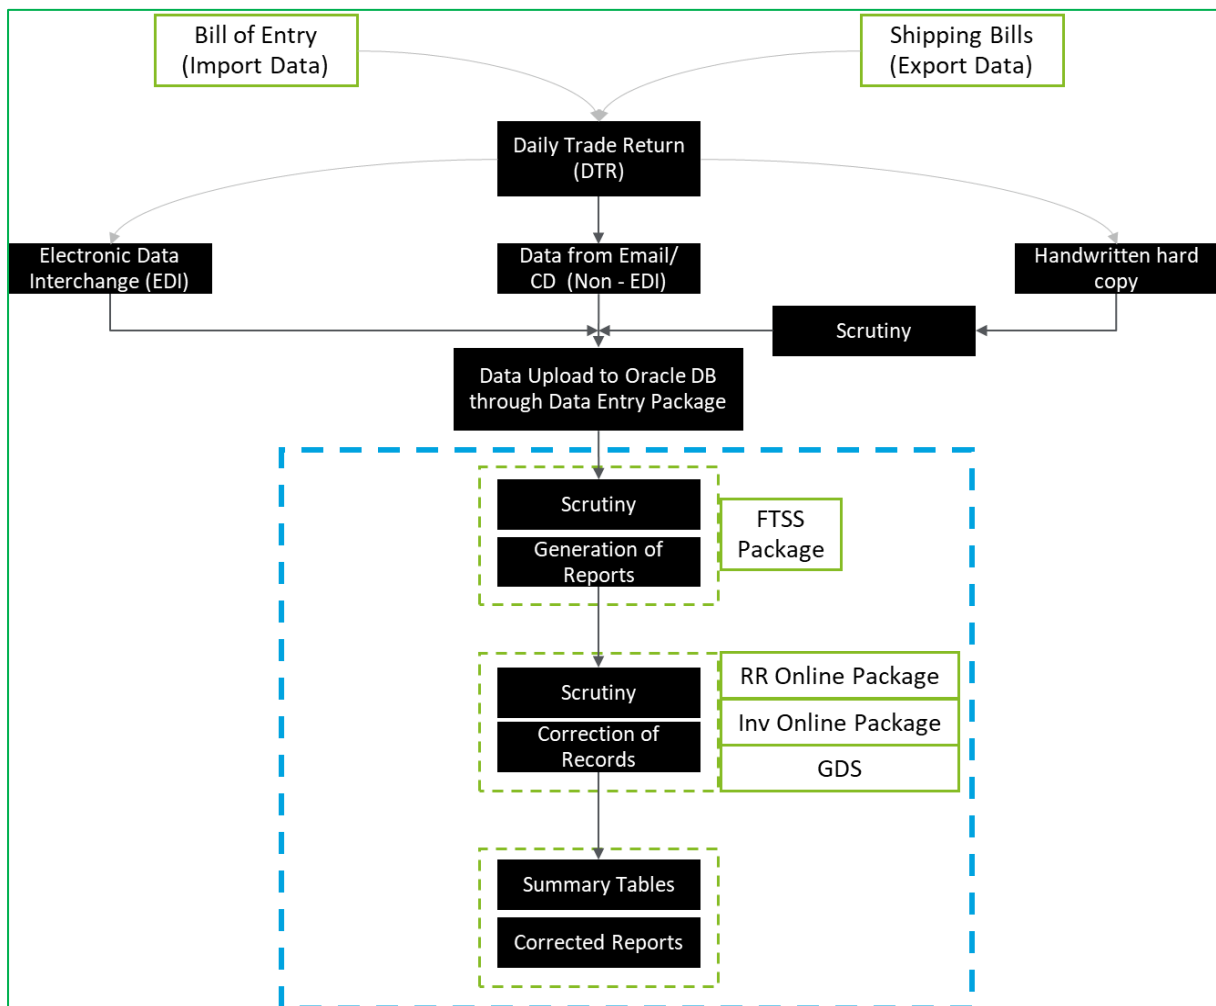 Bill of Entry
(Import Data)
Shipping Bills
(Export Data)
Daily Trade Return
(DTR)
Electronic Data
Interchange (EDI)
Data from Email/
CD  (Non - EDI)
Handwritten hard
copy
Scrutiny
Data Upload to Oracle DB
through Data Entry Package
Scrutiny
Generation of
Reports
FTSS
Package
Scrutiny
Correction of
Records
RR Online Package
Inv Online Package
GDS
Summary Tables
Corrected Reports